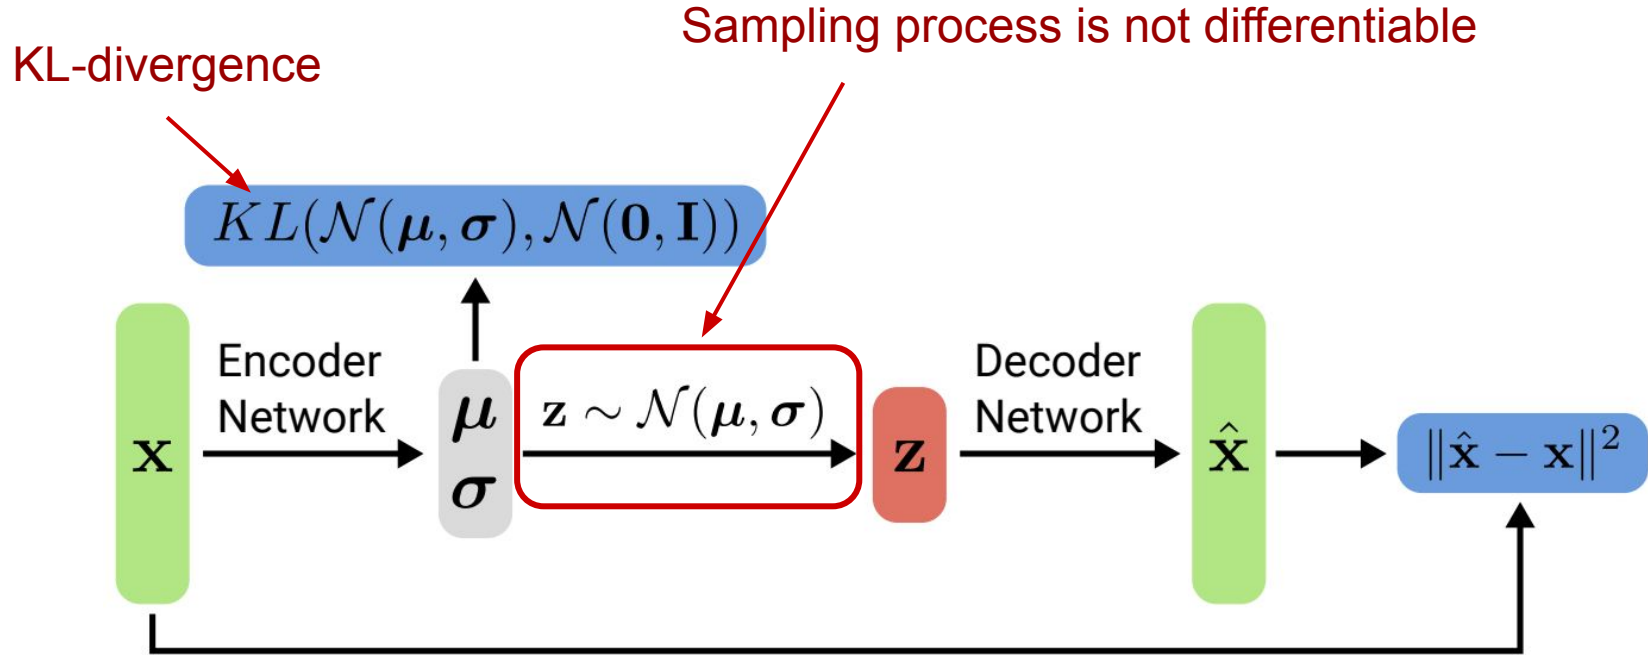 Sampling process is not differentiable
KL-divergence
KL(𝒩(μ, σ), 𝒩(0, I))
Encoder
Network
x
μ
σ
z ∼ 𝒩(μ, σ)
z
Decoder
Network
x̂
‖x̂ − x‖²